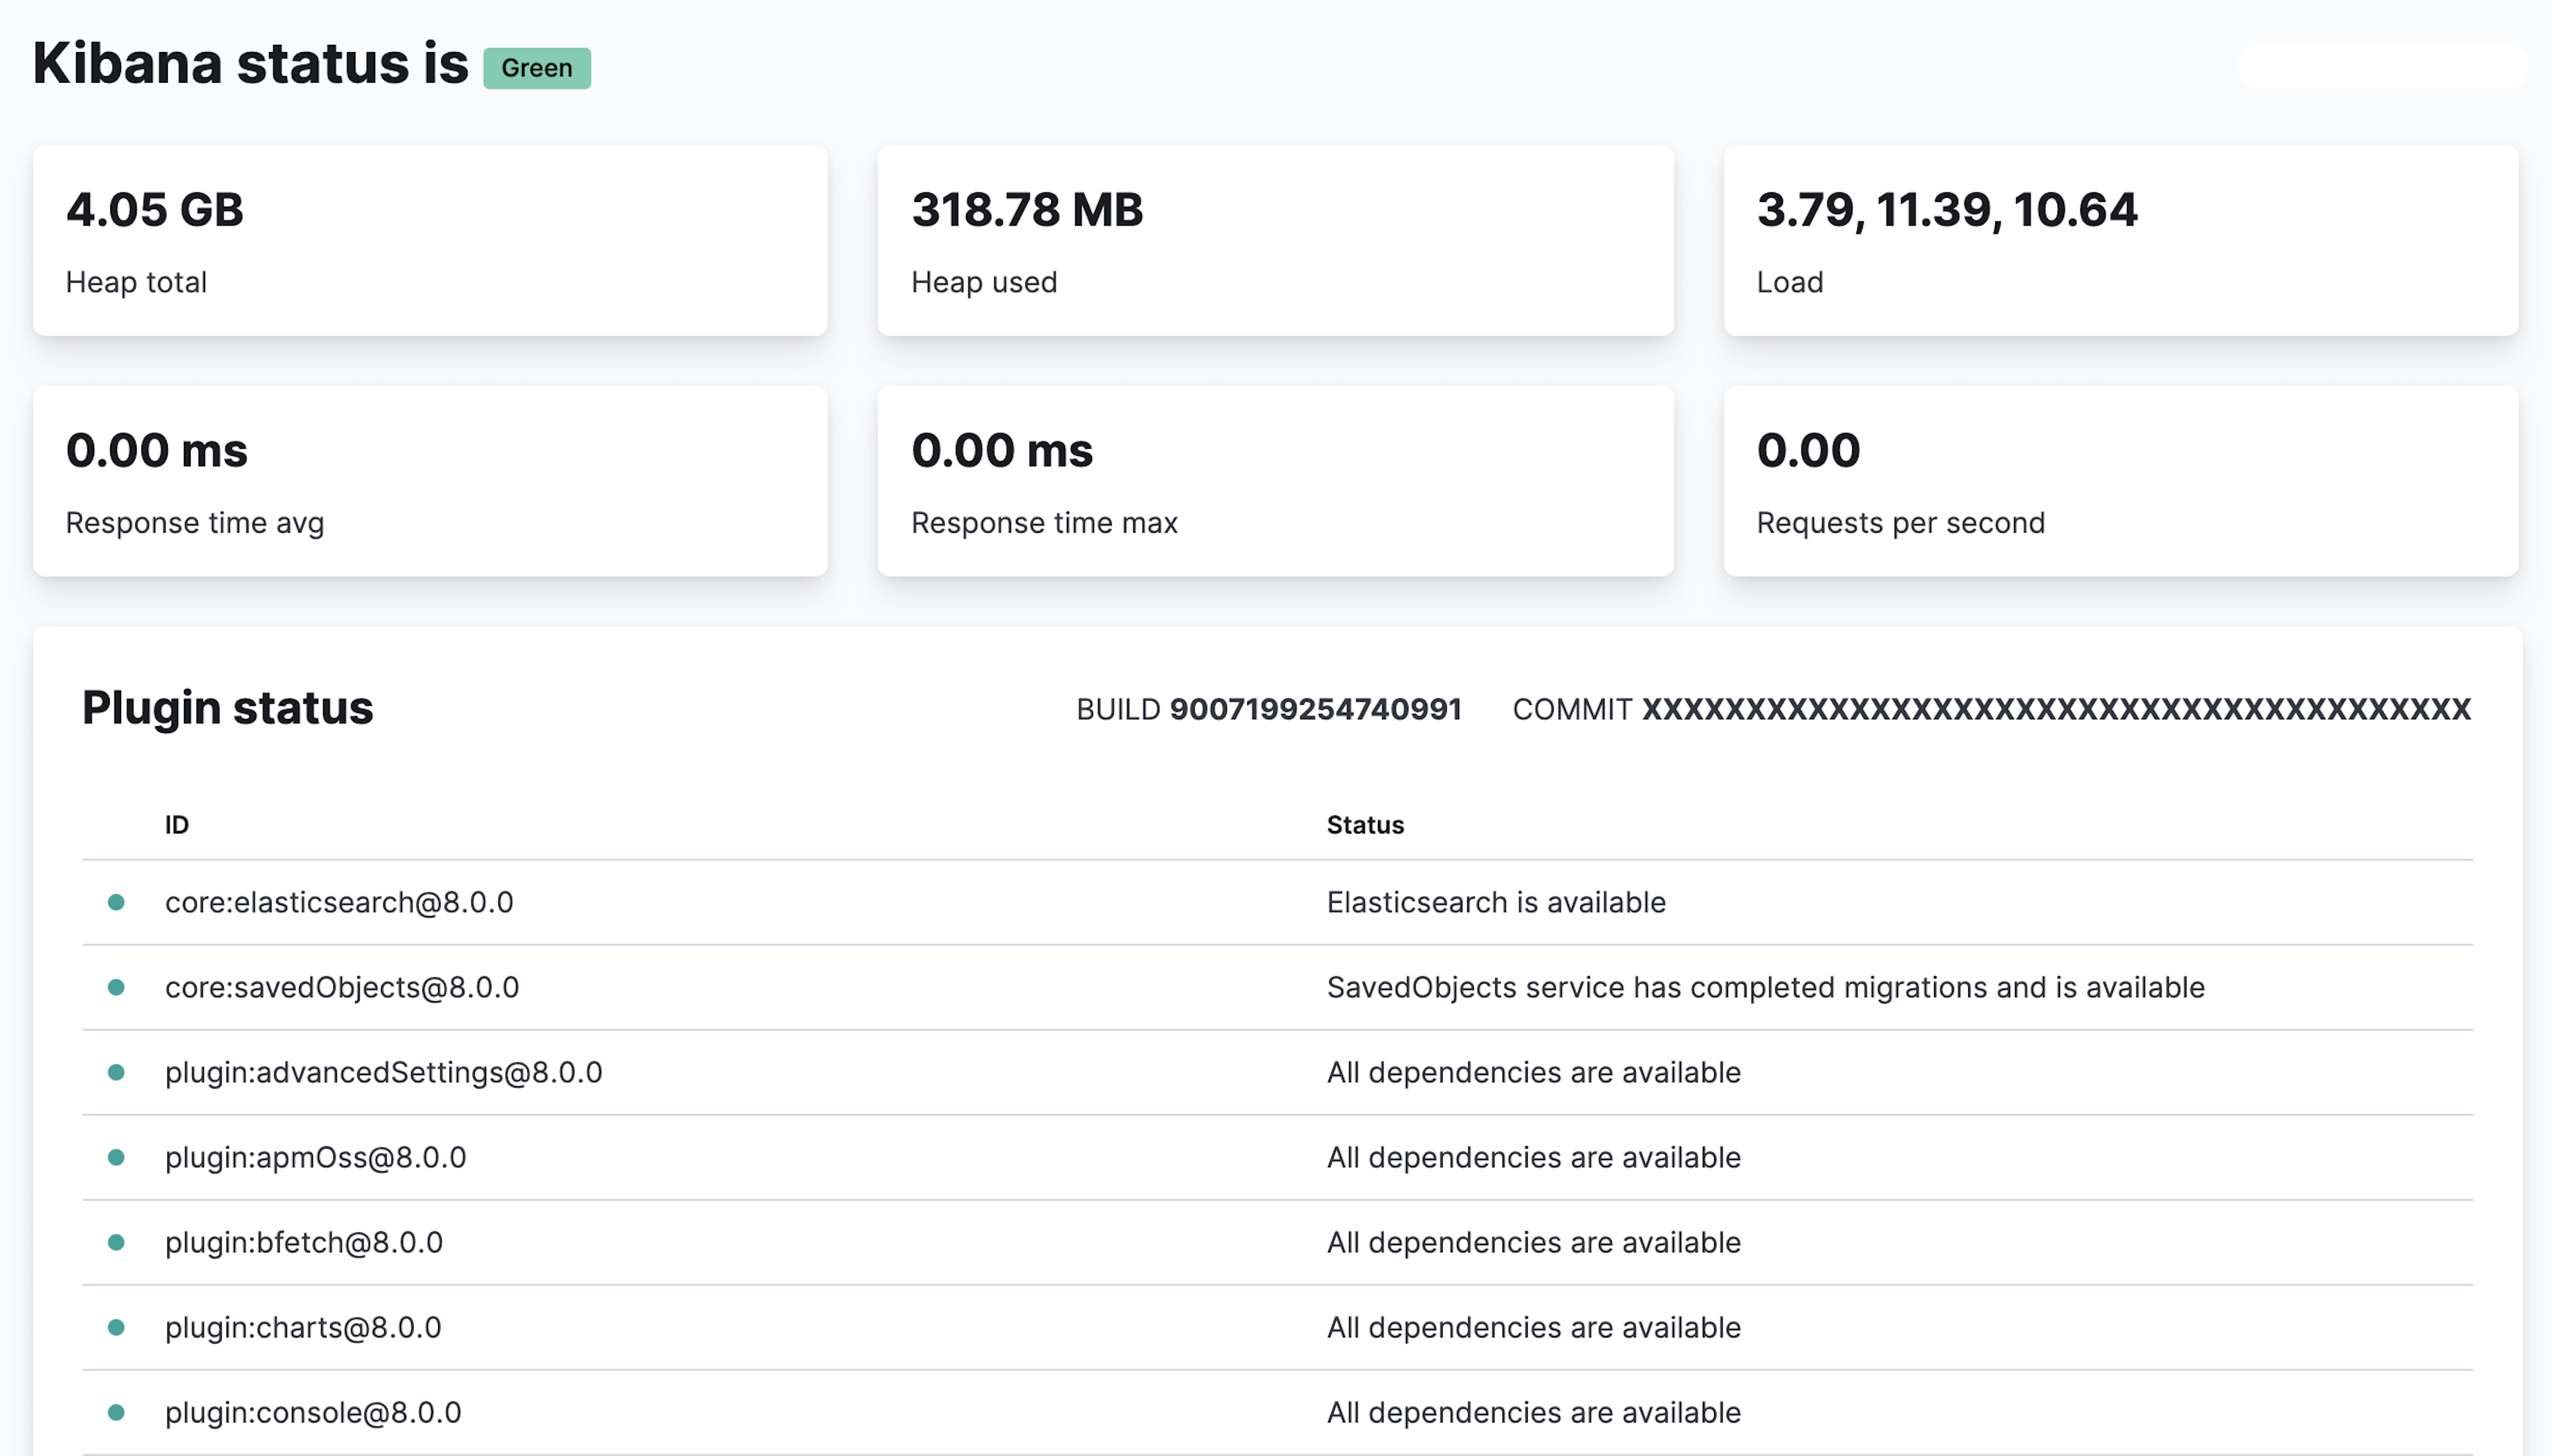 Kibana status is Green
4.05 GB
Heap total
318.78 MB
Heap used
3.79, 11.39, 10.64
Load
0.00 ms
Response time avg
0.00 ms
Response time max
0.00
Requests per second
Plugin status BUILD 9007199254740991 COMMIT XXXXXXXXXXXXXXXXXXXXXXXXXXXXXXXXXXXXXXXX
ID Status
core:elasticsearch@8.0.0 Elasticsearch is available
core:savedObjects@8.0.0 SavedObjects service has completed migrations and is available
plugin:advancedSettings@8.0.0 All dependencies are available
plugin:apmOss@8.0.0 All dependencies are available
plugin:bfetch@8.0.0 All dependencies are available
plugin:charts@8.0.0 All dependencies are available
plugin:console@8.0.0 All dependencies are available